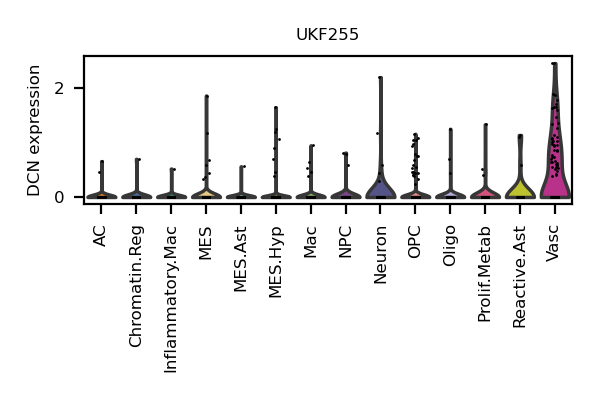 UKF255
DCN expression
2
0
AC
Chromatin.Reg
Inflammatory.Mac
MES
MES.Ast
MES.Hyp
Mac
NPC
Neuron
OPC
Oligo
Prolif.Metab
Reactive.Ast
Vasc